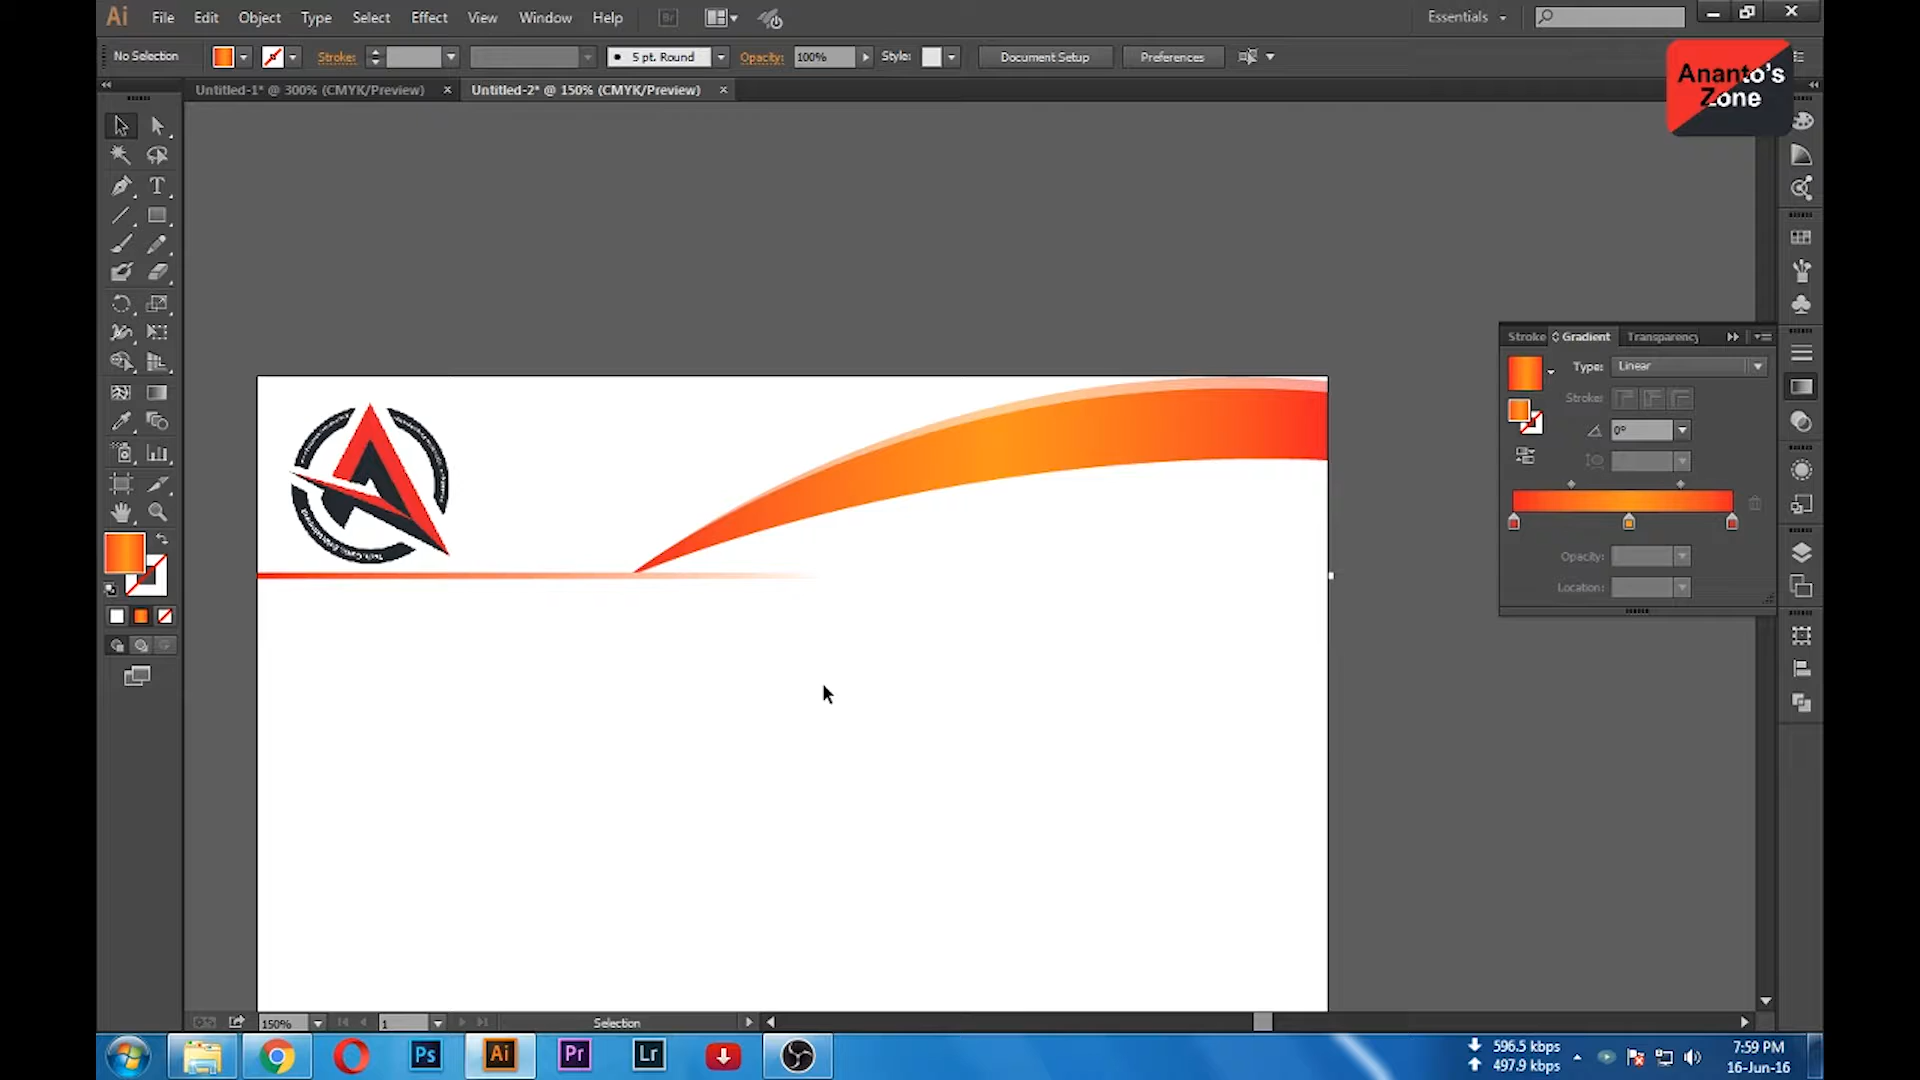 Ai File Edit Object Type Select Effect View Window Help Br Essentials
No Selection Stroke: 5 pt. Round Opacity: 100% Style: Document Setup Preferences
Ananto's
Zone
Untitled-1* @ 300% (CMYK/Preview) × Untitled-2* @ 150% (CMYK/Preview) ×
Stroke Gradient Transparency
Type: Linear
Stroke:
0°
Opacity:
Location:
150% 1 Selection
Ps Ai Pr Lr
596.5 kbps
497.9 kbps
7:59 PM
16-Jun-16